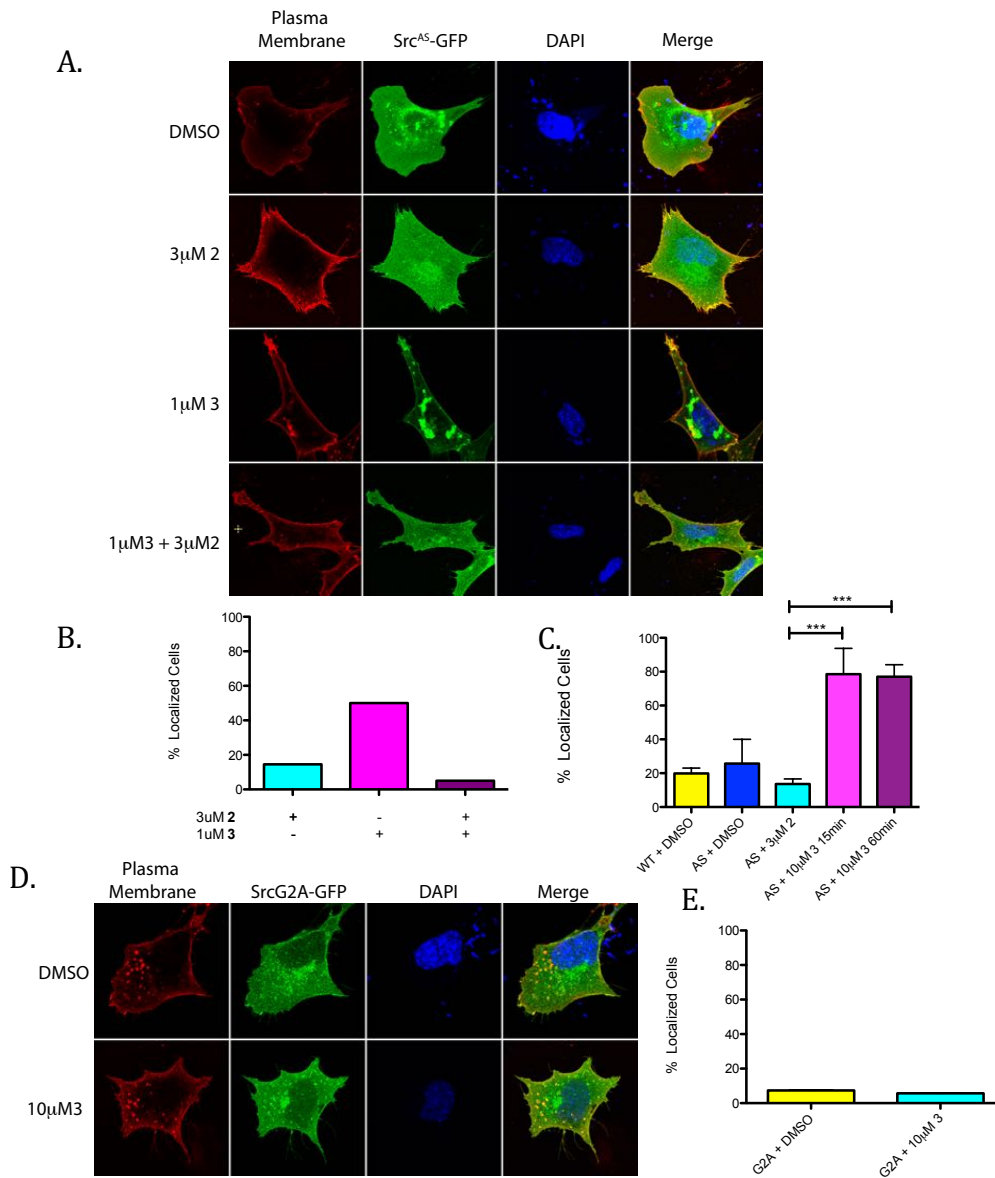 A.
Plasma
Membrane
Src^AS-GFP
DAPI
Merge
DMSO
3μM 2
1μM 3
1μM3 + 3μM2
B.
% Localized Cells
100
80
60
40
20
0
3uM 2 + - +
1uM 3 - + +
C.
% Localized Cells
100
80
60
40
20
0
***
***
WT + DMSO
AS + DMSO
AS + 3μM 2
AS + 10μM 3 15min
AS + 10μM 3 60min
D.
Plasma
Membrane
SrcG2A-GFP
DAPI
Merge
DMSO
10μM3
E.
% Localized Cells
100
80
60
40
20
0
G2A + DMSO
G2A + 10μM 3